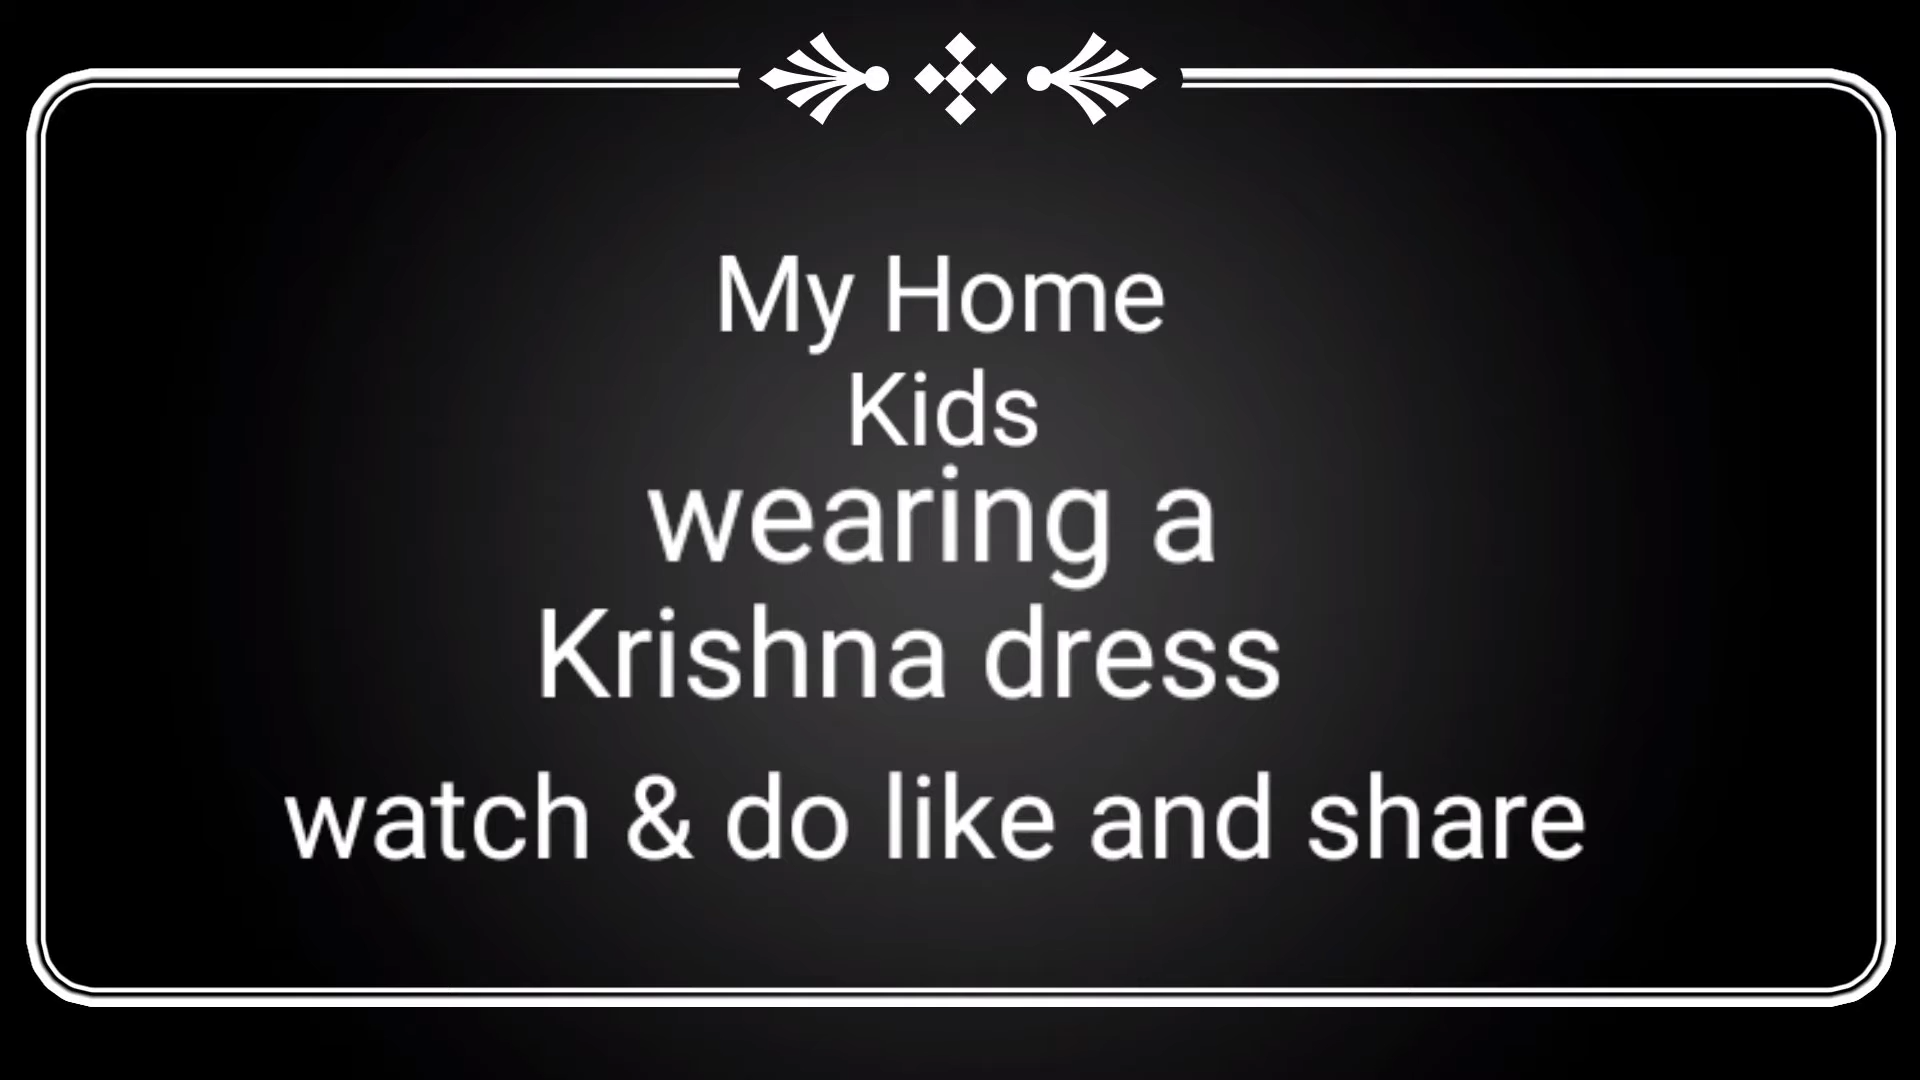 My Home
Kids
wearing a
Krishna dress
watch & do like and share